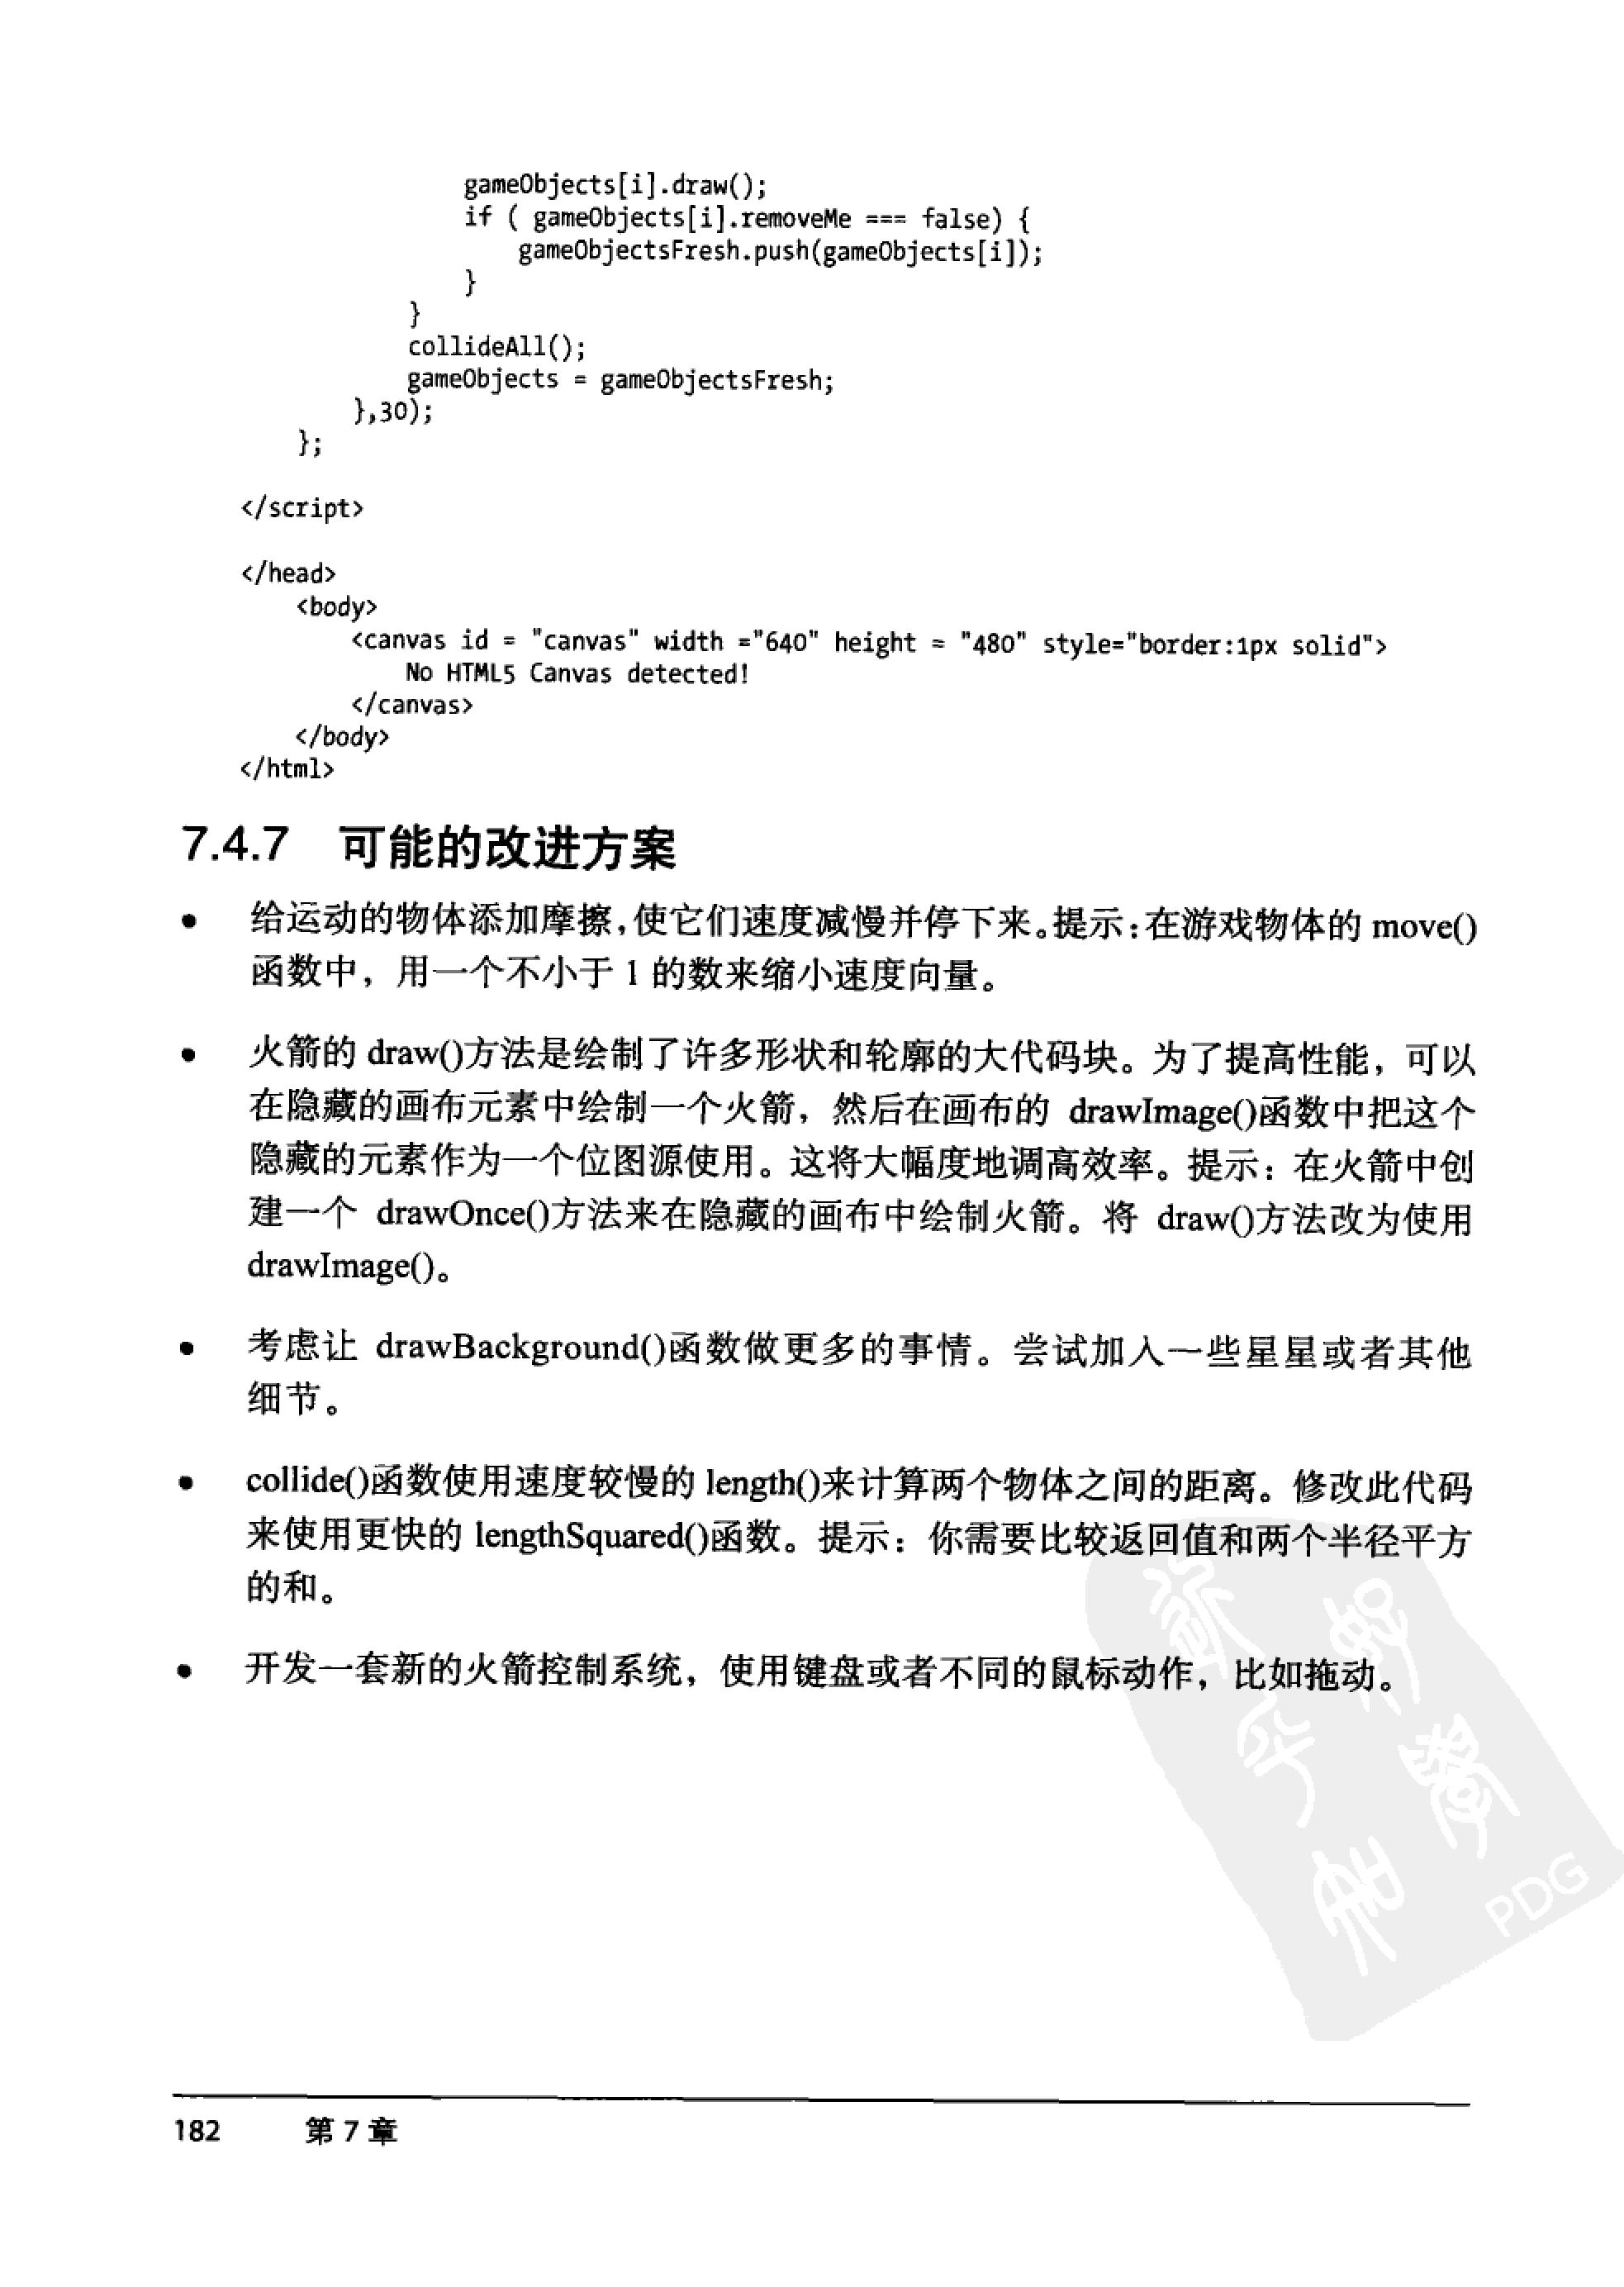 gameObjects[i].draw();
if ( gameObjects[i].removeMe === false) {
gameObjectsFresh.push(gameObjects[i]);
}
}
collideAll();
gameObjects = gameObjectsFresh;
},30);
};
</script>
</head>
<body>
<canvas id = "canvas" width ="640" height = "480" style="border:1px solid">
No HTML5 Canvas detected!
</canvas>
</body>
</html>
7.4.7 可能的改进方案
• 给运动的物体添加摩擦,使它们速度减慢并停下来。提示:在游戏物体的 move()
函数中，用一个不小于 1 的数来缩小速度向量。
• 火箭的 draw()方法是绘制了许多形状和轮廓的大代码块。为了提高性能，可以
在隐藏的画布元素中绘制一个火箭，然后在画布的 drawImage()函数中把这个
隐藏的元素作为一个位图源使用。这将大幅度地调高效率。提示：在火箭中创
建一个 drawOnce()方法来在隐藏的画布中绘制火箭。将 draw()方法改为使用
drawImage()。
• 考虑让 drawBackground()函数做更多的事情。尝试加入一些星星或者其他
细节。
• collide()函数使用速度较慢的 length()来计算两个物体之间的距离。修改此代码
来使用更快的 lengthSquared()函数。提示：你需要比较返回值和两个半径平方
的和。
• 开发一套新的火箭控制系统，使用键盘或者不同的鼠标动作，比如拖动。
PDG
182 第 7 章